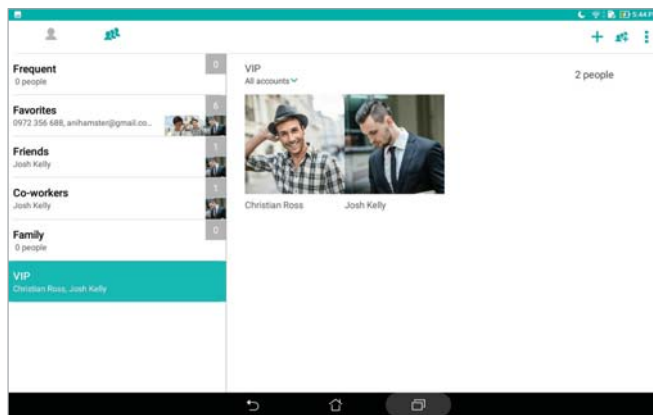 5:44 P
Frequent
0
0 people
Favorites
6
0972 356 688, anihamster@gmail.co...
Friends
1
Josh Kelly
Co-workers
1
Josh Kelly
Family
0
0 people
VIP
Christian Ross, Josh Kelly
VIP
All accounts
2 people
Christian Ross
Josh Kelly